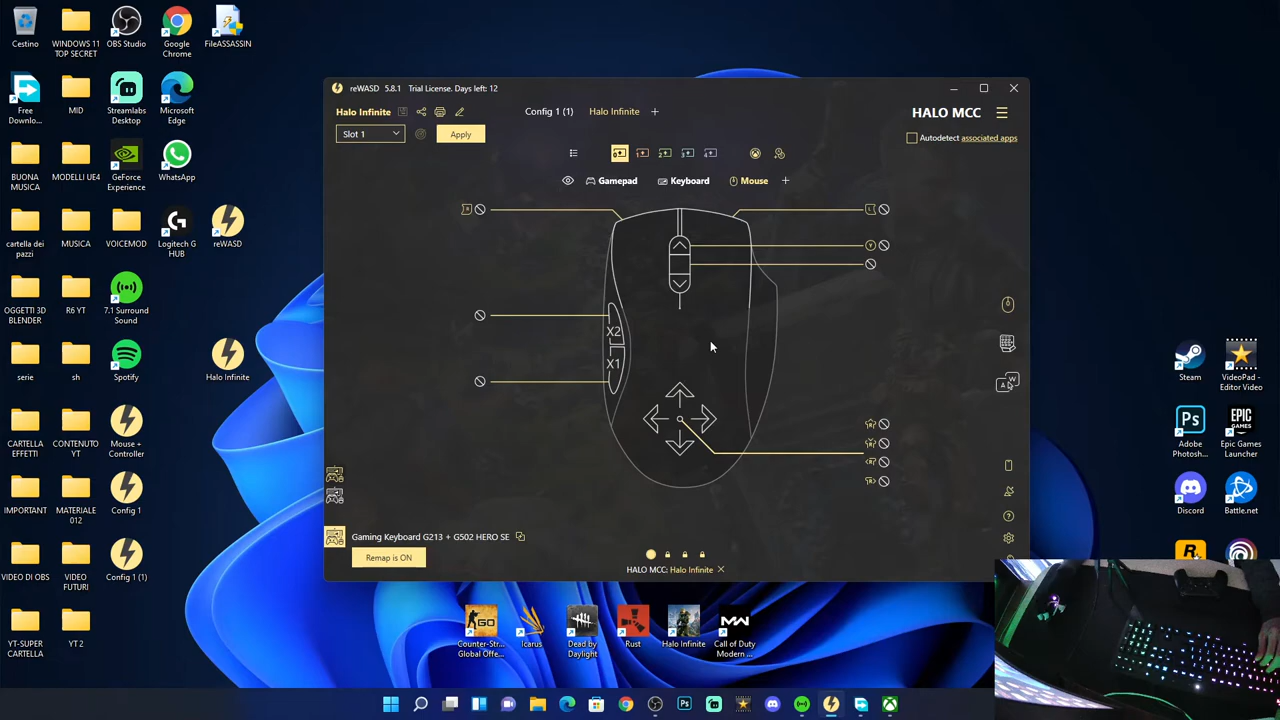 Cestino
WINDOWS 11
TOP SECRET
OBS Studio
Google
Chrome
FileASSASSIN
Free
Downlo...
MID
Streamlabs
Desktop
Microsoft
Edge
BUONA
MUSICA
MODELLI UE4
GeForce
Experience
WhatsApp
cartella dei
pazzi
MUSICA
VOICEMOD
Logitech G
HUB
reWASD
OGGETTI 3D
BLENDER
R6 YT
7.1 Surround
Sound
serie
sh
Spotify
Halo Infinite
CARTELLA
EFFETTI
CONTENUTO
YT
Mouse +
Controller
IMPORTANT
MATERIALE
012
Config 1
VIDEO DI OBS
VIDEO
FUTURI
Config 1 (1)
YT-SUPER
CARTELLA
YT 2
reWASD 5.8.1 Trial License. Days left: 12
Halo Infinite
Config 1 (1) Halo Infinite +
HALO MCC
Slot 1
Apply
Autodetect associated apps
Gamepad Keyboard Mouse +
X2
X1
Gaming Keyboard G213 + G502 HERO SE
Remap is ON
HALO MCC: Halo Infinite
Steam
VideoPad -
Editor Video
Adobe
Photosh...
Epic Games
Launcher
Discord
Battle.net
Counter-Str...
Global Offe...
Icarus
Dead by
Daylight
Rust
Halo Infinite
Call of Duty
Modern ...